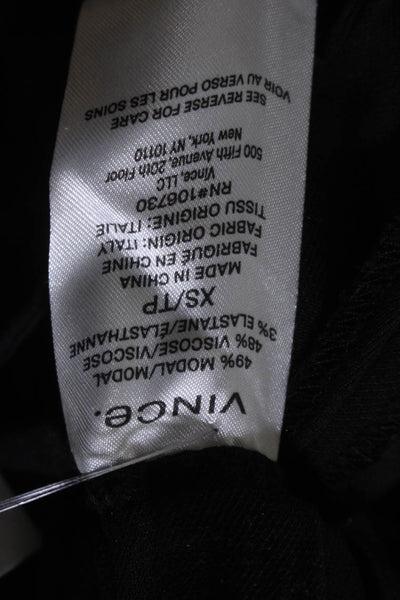 VINCE.
49% MODAL/MODAL
48% VISCOSE/VISCOSE
3% ELASTANE/ÉLASTHANNE
XS/TP
MADE IN CHINA
FABRIQUÉ EN CHINE
FABRIC ORIGIN: ITALY
TISSU ORIGINE: ITALIE
RN#106730
Vince, LLC
500 Fifth Avenue, 20th Floor
New York, NY 10110
SEE REVERSE FOR CARE
VOIR AU VERSO POUR LES SOINS